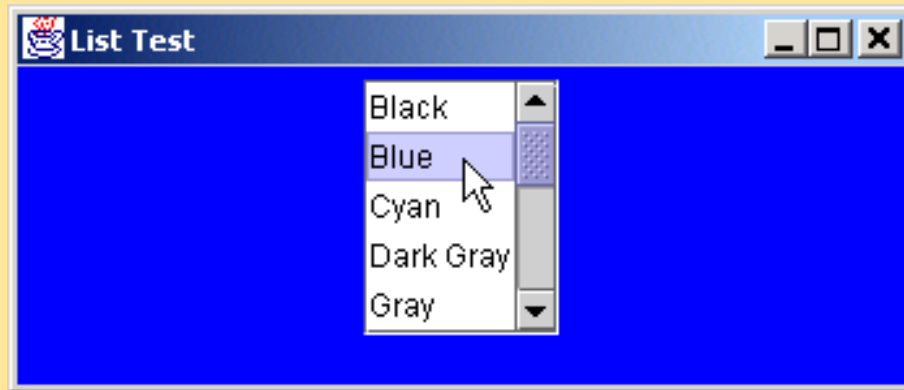 List Test
Black
Blue
Cyan
Dark Gray
Gray